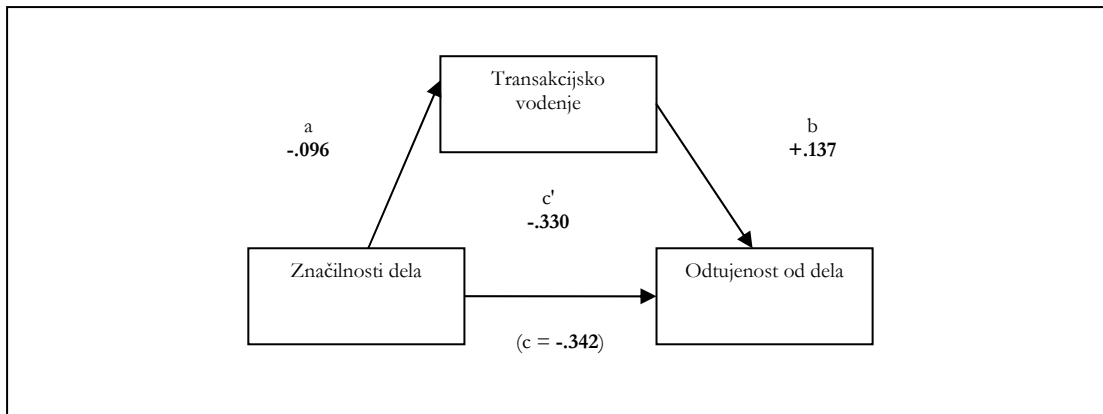 Transakcijsko
vodenje
a
-.096
b
+.137
c'
-.330
Značilnosti dela
Odtujenost od dela
(c = -.342)